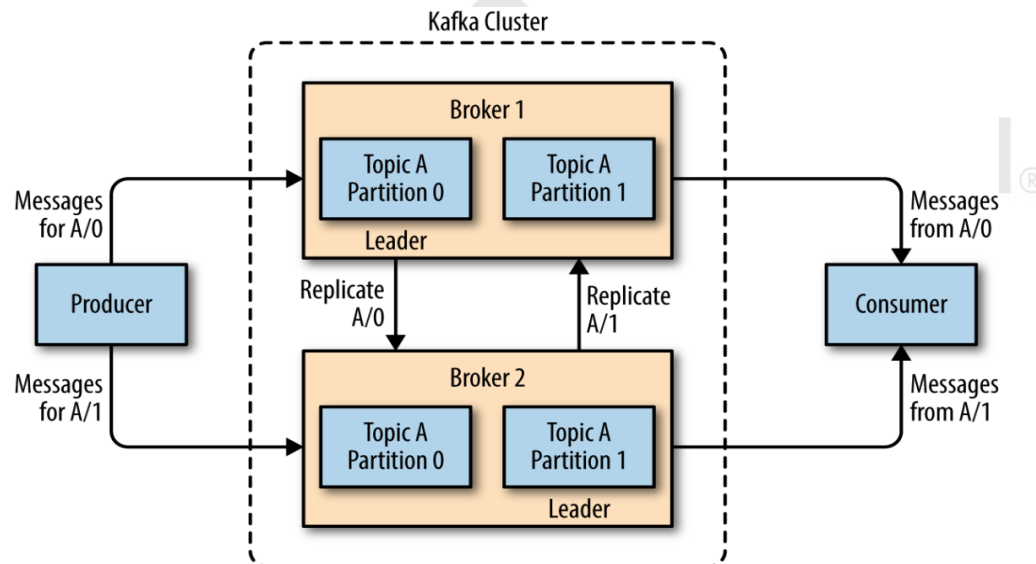 Kafka Cluster
Broker 1
Topic A
Partition 0
Topic A
Partition 1
Leader
Messages
for A/0
Messages
from A/0
Producer
Replicate
A/0
Replicate
A/1
Consumer
Messages
for A/1
Broker 2
Messages
from A/1
Topic A
Partition 0
Topic A
Partition 1
Leader
®